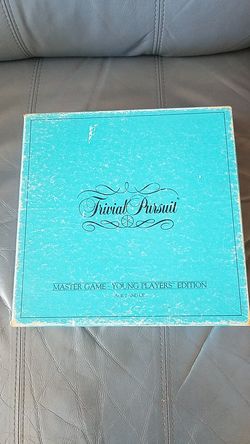 Trivial Pursuit
MASTER GAME – YOUNG PLAYERS' EDITION